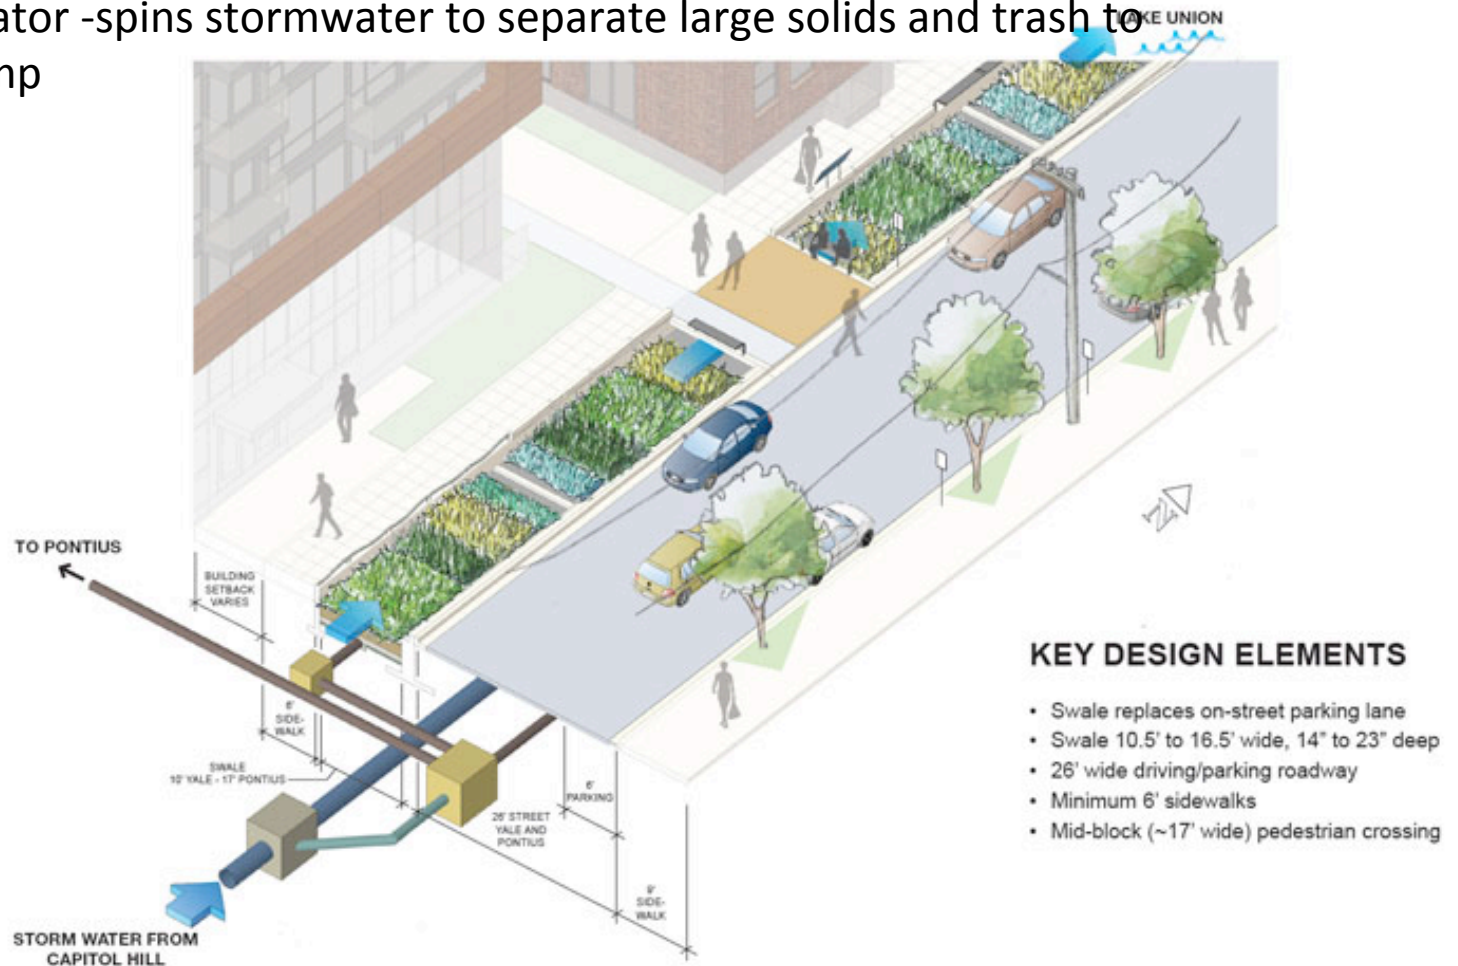 ator -spins stormwater to separate large solids and trash to
mp
LAKE UNION
TO PONTIUS
BUILDING
SETBACK
VARIES
6'
SIDE-
WALK
SWALE
10' YALE - 17' PONTIUS
6'
PARKING
26' STREET
YALE AND
PONTIUS
9'
SIDE-
WALK
STORM WATER FROM
CAPITOL HILL
N
KEY DESIGN ELEMENTS
• Swale replaces on-street parking lane
• Swale 10.5' to 16.5' wide, 14" to 23" deep
• 26' wide driving/parking roadway
• Minimum 6' sidewalks
• Mid-block (~17' wide) pedestrian crossing